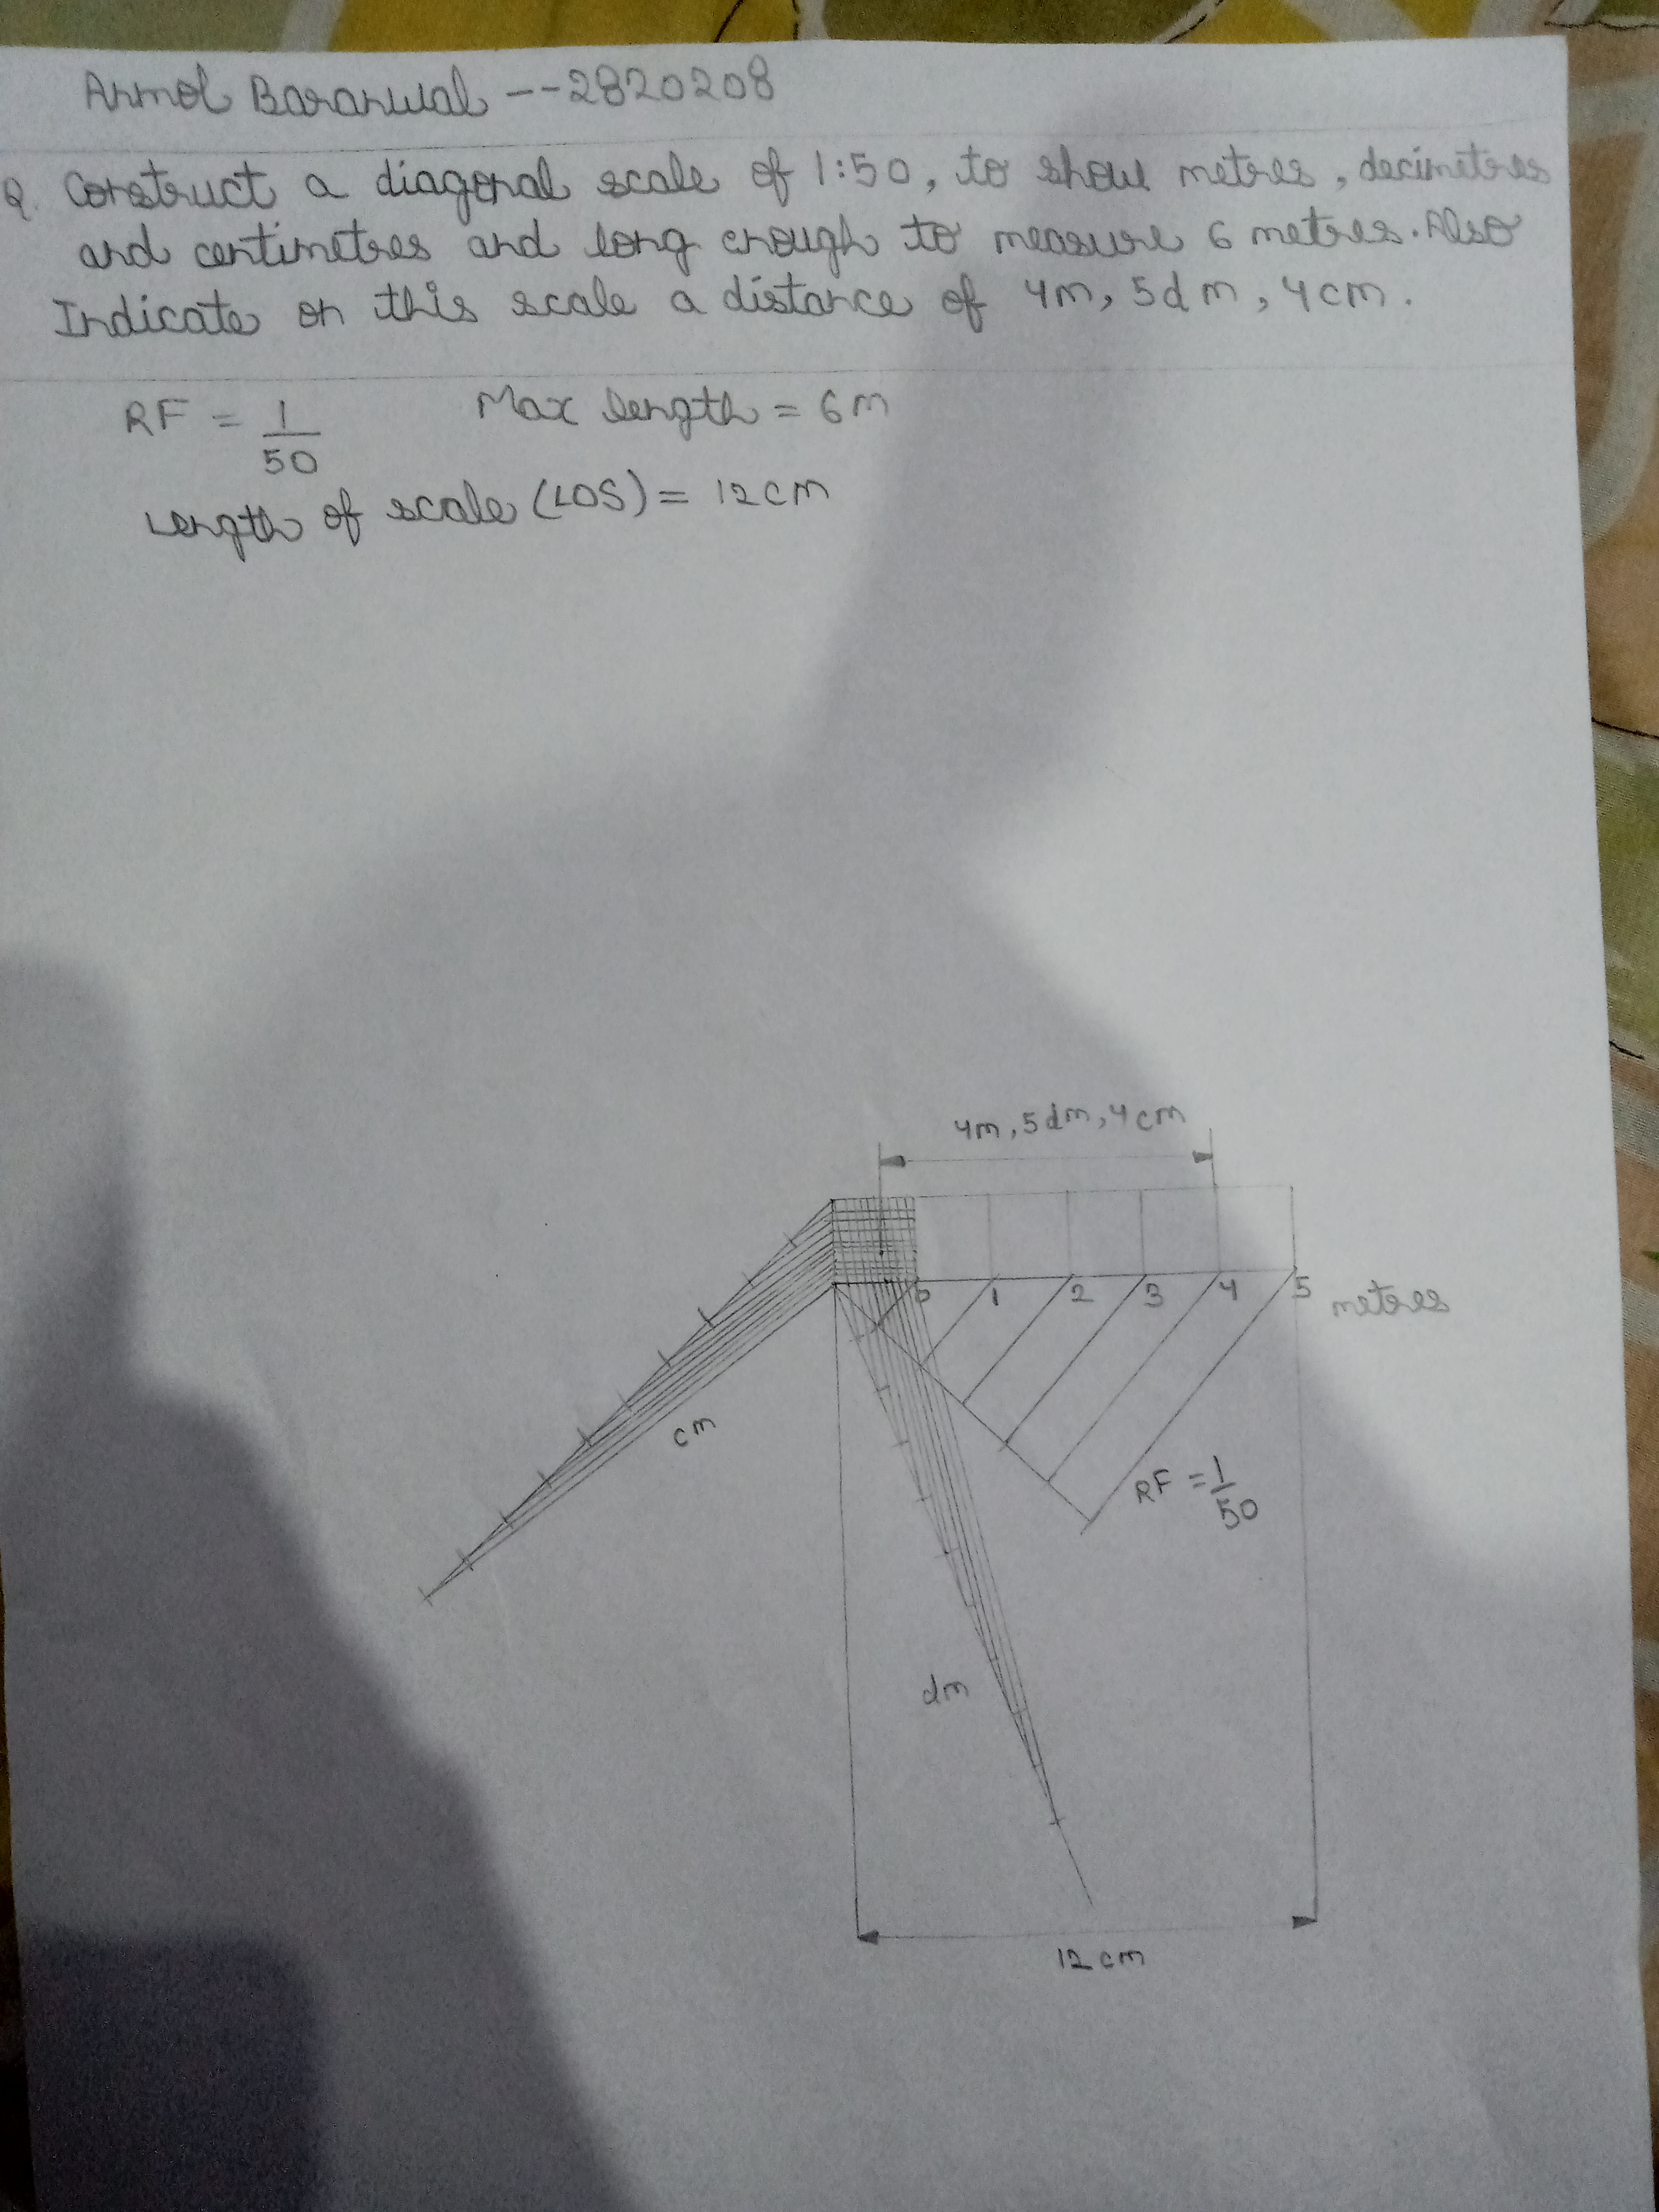 Anmol Baranwal --2820208
Q. Construct a diagonal scale of 1:50, to show metres, decimetres
and centimetres and long enough to measure 6 metres. Also
Indicate on this scale a distance of 4m, 5dm, 4cm.
RF = 1/50 Max length = 6m
Length of scale (LOS) = 12cm
4m, 5dm, 4cm
0 1 2 3 4 5 metres
cm
RF = 1/50
dm
12 cm